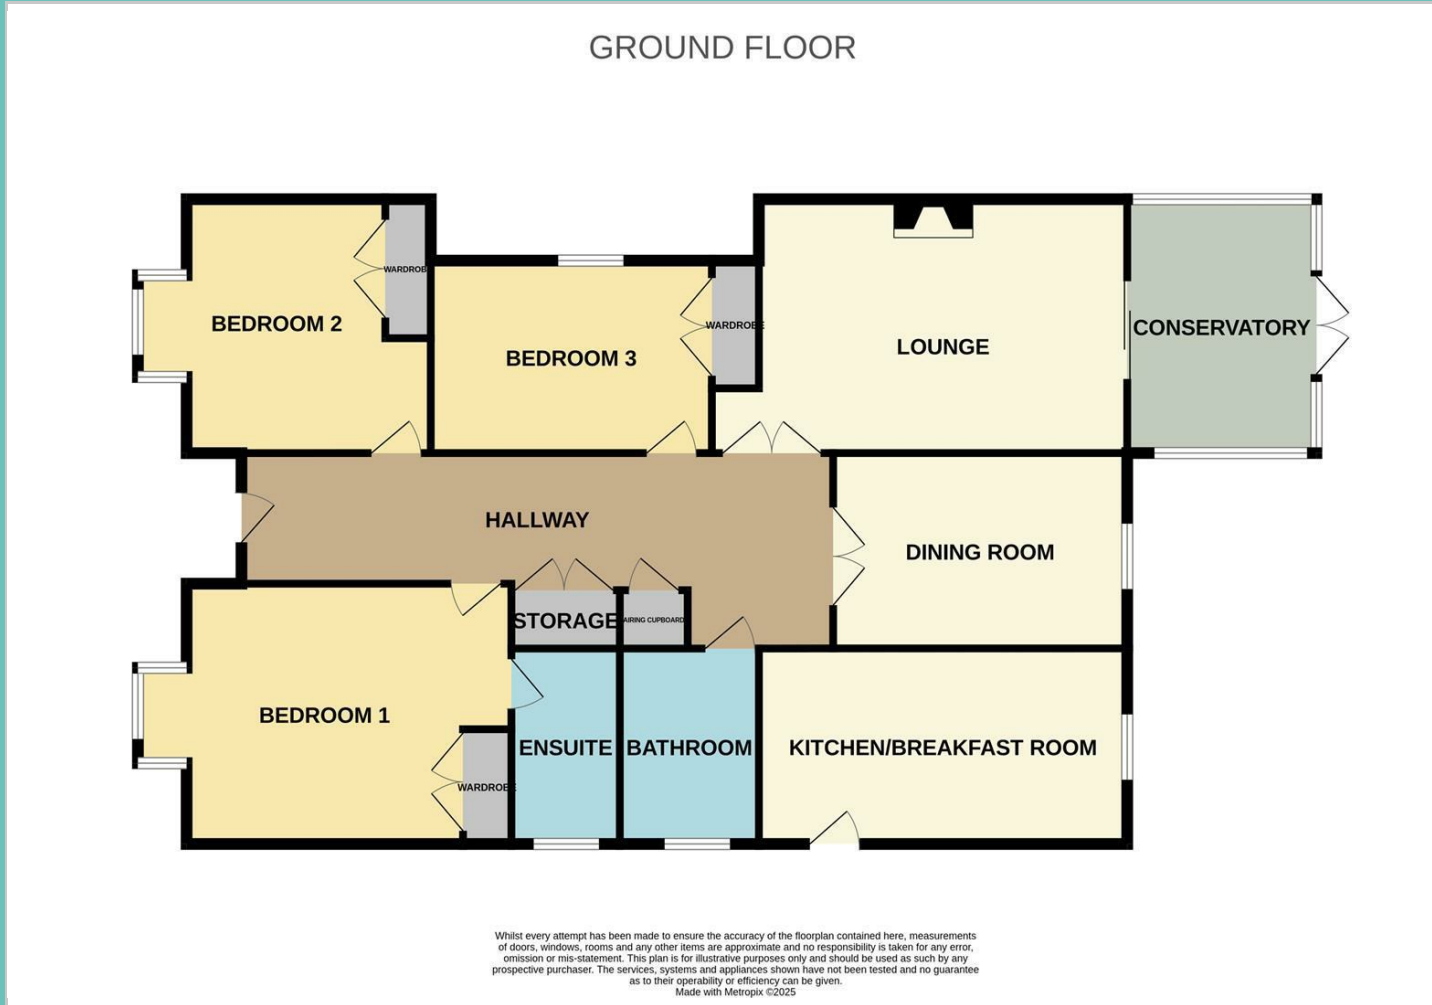 GROUND FLOOR
WARDROBE
BEDROOM 2
WARDROBE
CONSERVATORY
LOUNGE
BEDROOM 3
HALLWAY
DINING ROOM
STORAGE
AIRING CUPBOARD
BEDROOM 1
ENSUITE
BATHROOM
KITCHEN/BREAKFAST ROOM
WARDROBE
Whilst every attempt has been made to ensure the accuracy of the floorplan contained here, measurements
of doors, windows, rooms and any other items are approximate and no responsibility is taken for any error,
omission or mis-statement. This plan is for illustrative purposes only and should be used as such by any
prospective purchaser. The services, systems and appliances shown have not been tested and no guarantee
as to their operability or efficiency can be given.
Made with Metropix ©2025